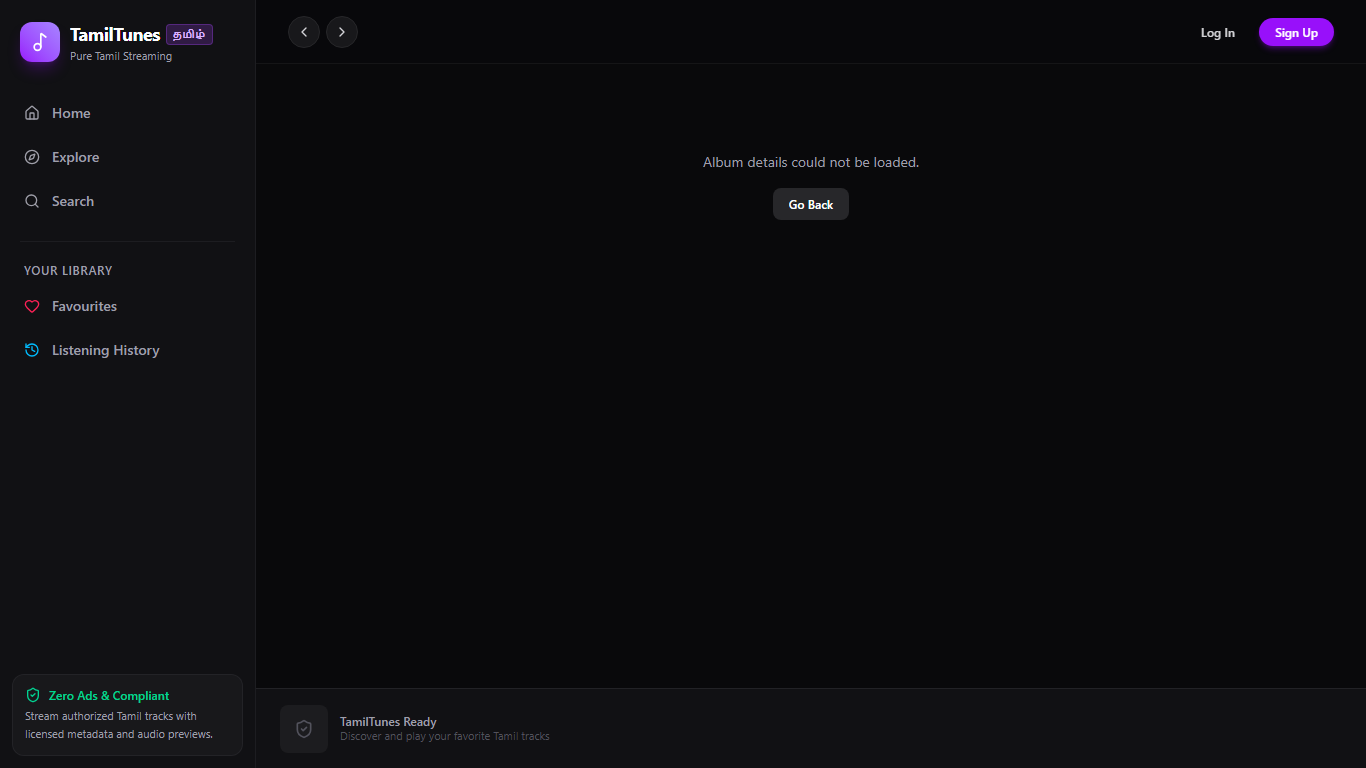 TamilTunes தமிழ்
Pure Tamil Streaming
Home
Explore
Search
YOUR LIBRARY
Favourites
Listening History
Zero Ads & Compliant
Stream authorized Tamil tracks with
licensed metadata and audio previews.
Log In
Sign Up
Album details could not be loaded.
Go Back
TamilTunes Ready
Discover and play your favorite Tamil tracks